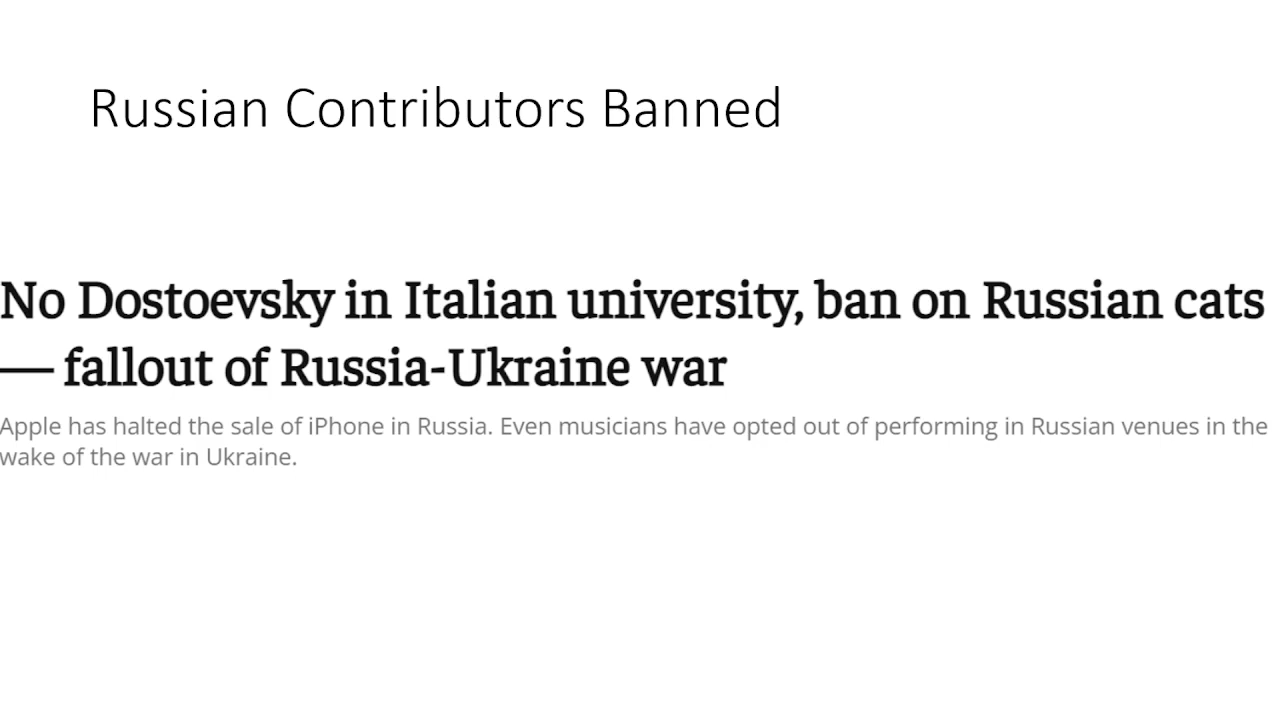 Russian Contributors Banned
No Dostoevsky in Italian university, ban on Russian cats
— fallout of Russia-Ukraine war
Apple has halted the sale of iPhone in Russia. Even musicians have opted out of performing in Russian venues in the
wake of the war in Ukraine.